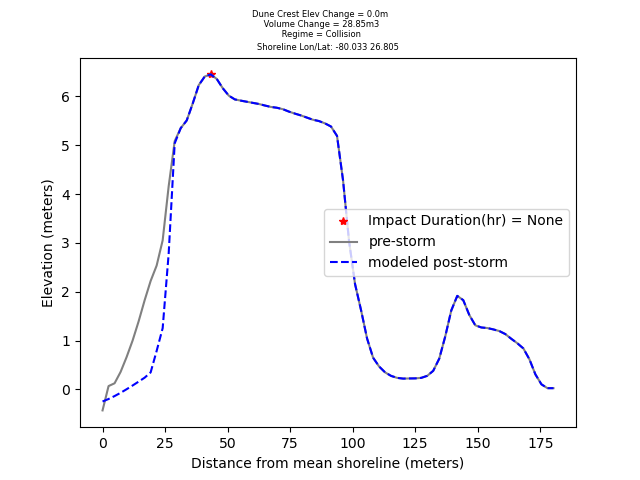 Dune Crest Elev Change = 0.0m
Volume Change = 28.85m3
Regime = Collision
Shoreline Lon/Lat: -80.033 26.805
Elevation (meters)
6
5
4
3
2
1
0
Impact Duration(hr) = None
pre-storm
modeled post-storm
0 25 50 75 100 125 150 175
Distance from mean shoreline (meters)